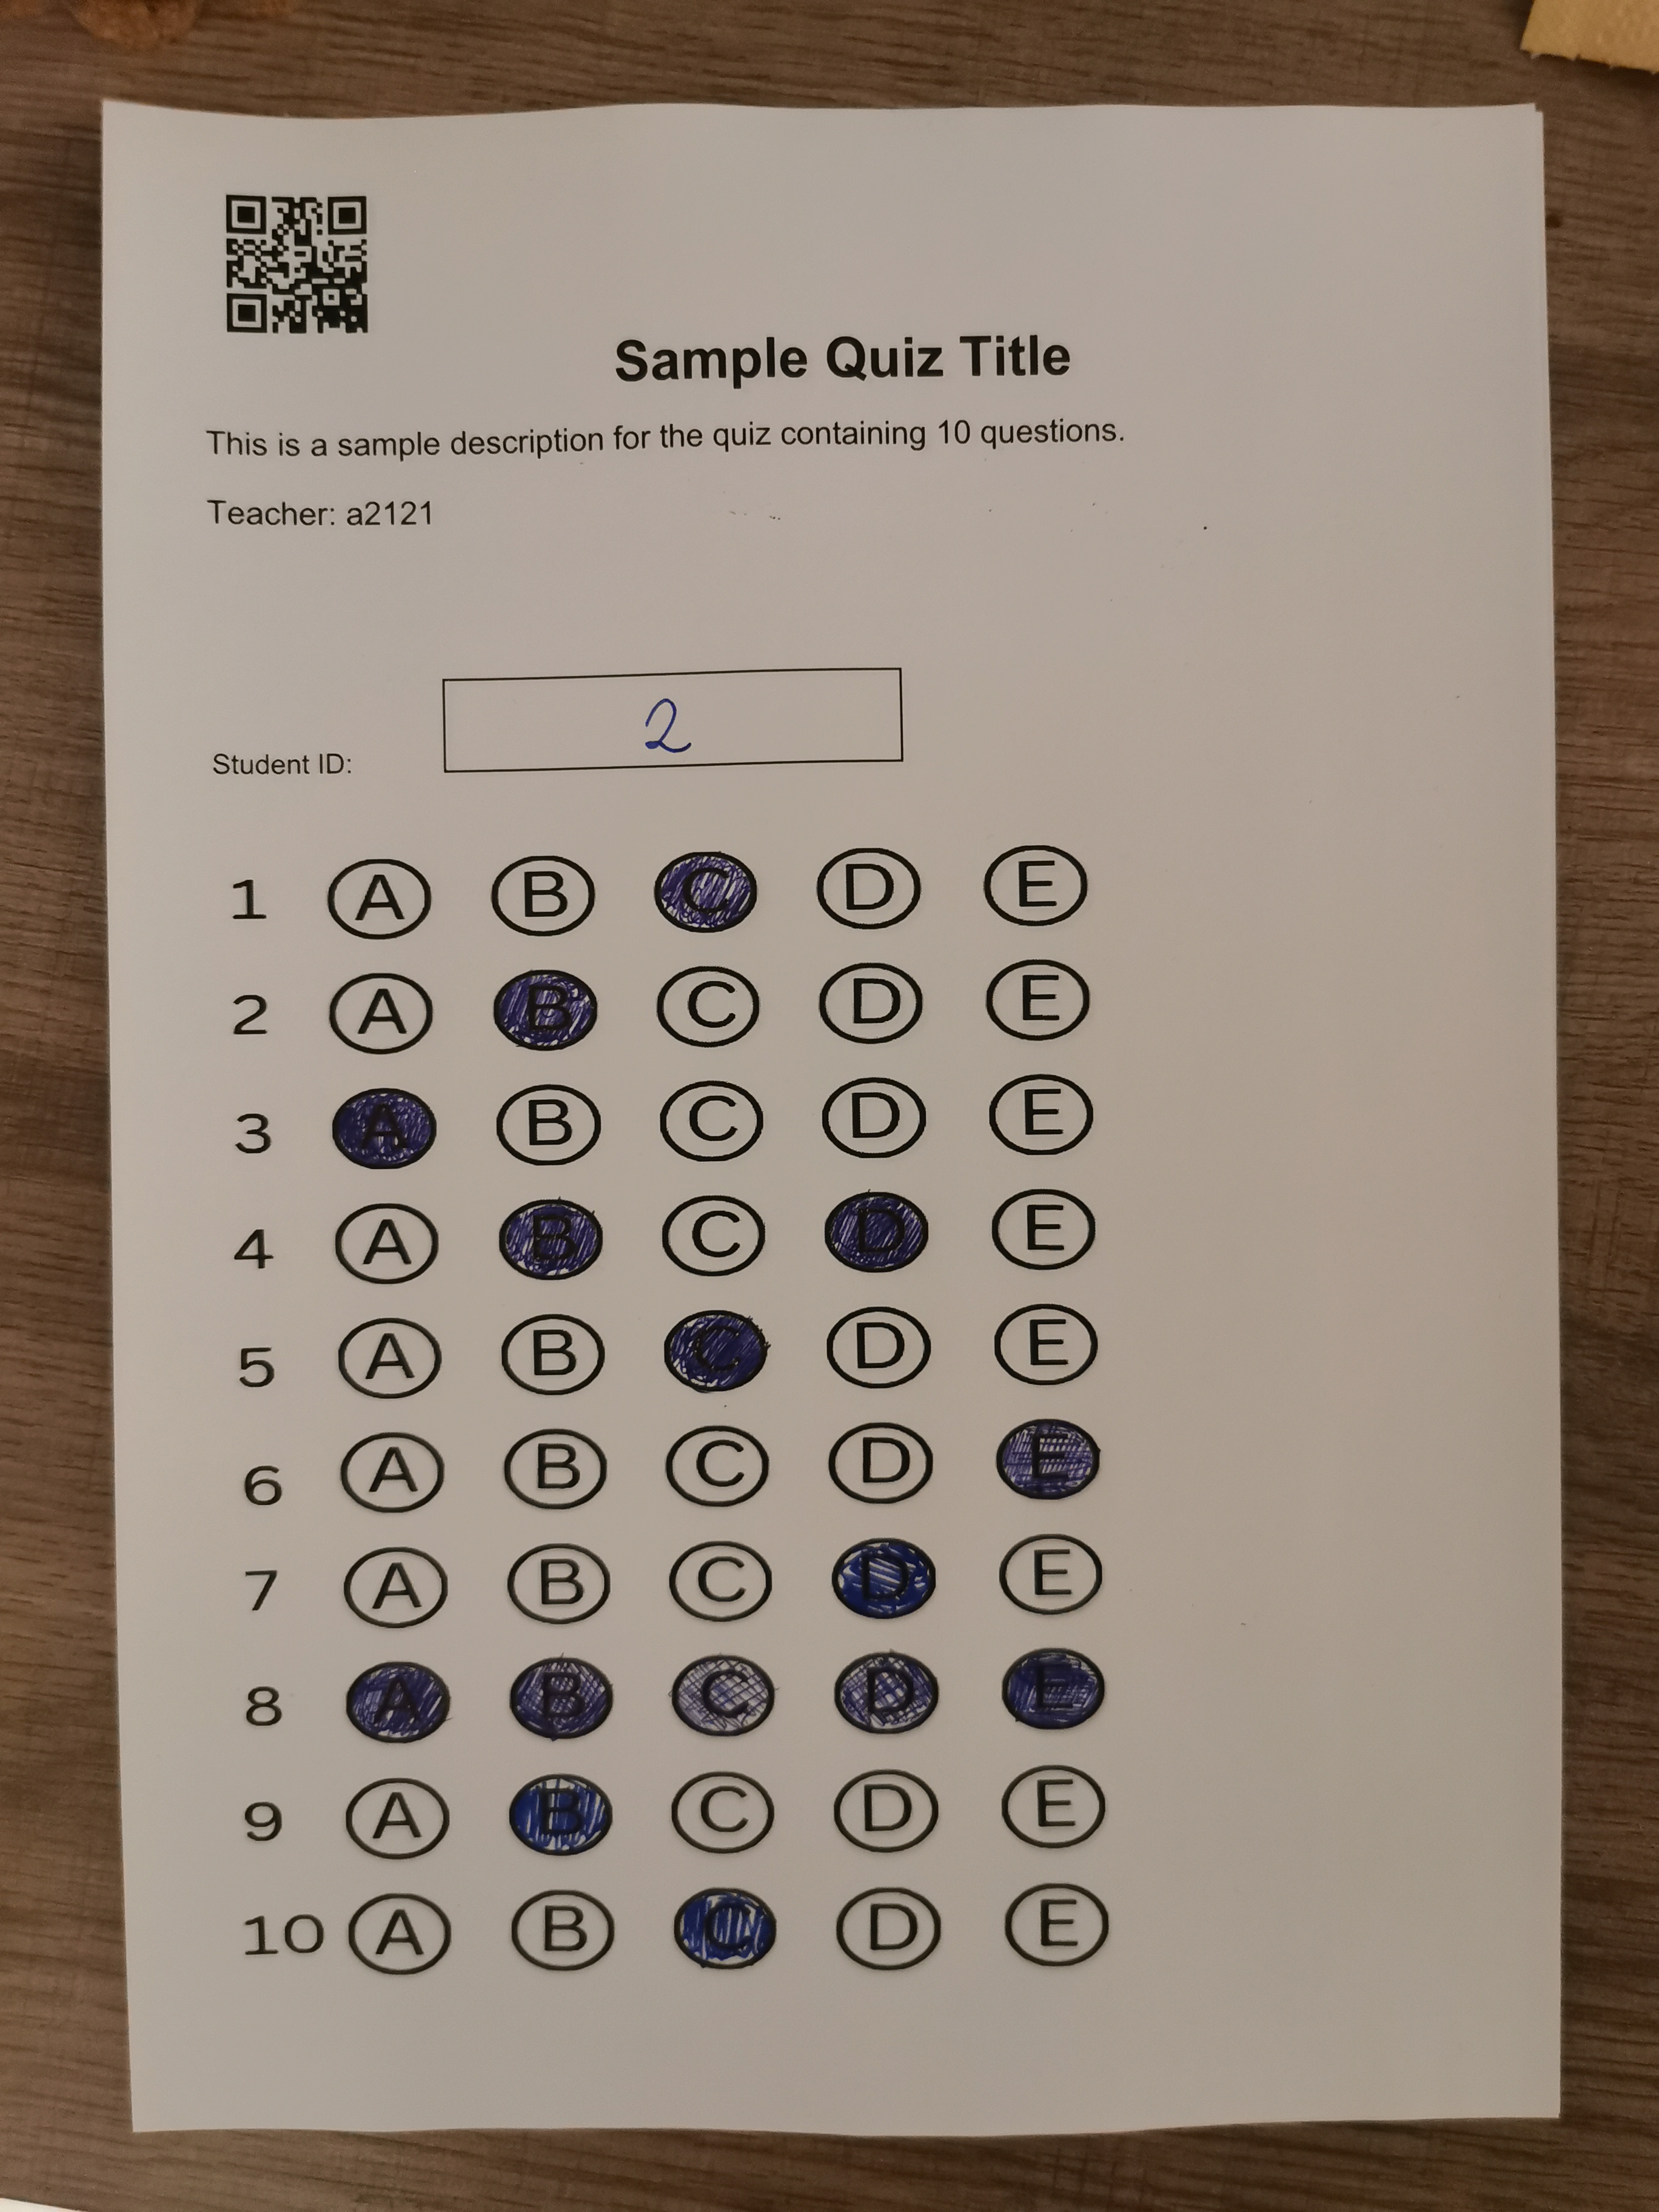 Sample Quiz Title
This is a sample description for the quiz containing 10 questions.
Teacher: a2121
Student ID: 2
1 A B C D E
2 A B C D E
3 A B C D E
4 A B C D E
5 A B C D E
6 A B C D E
7 A B C D E
8 A B C D E
9 A B C D E
10 A B C D E